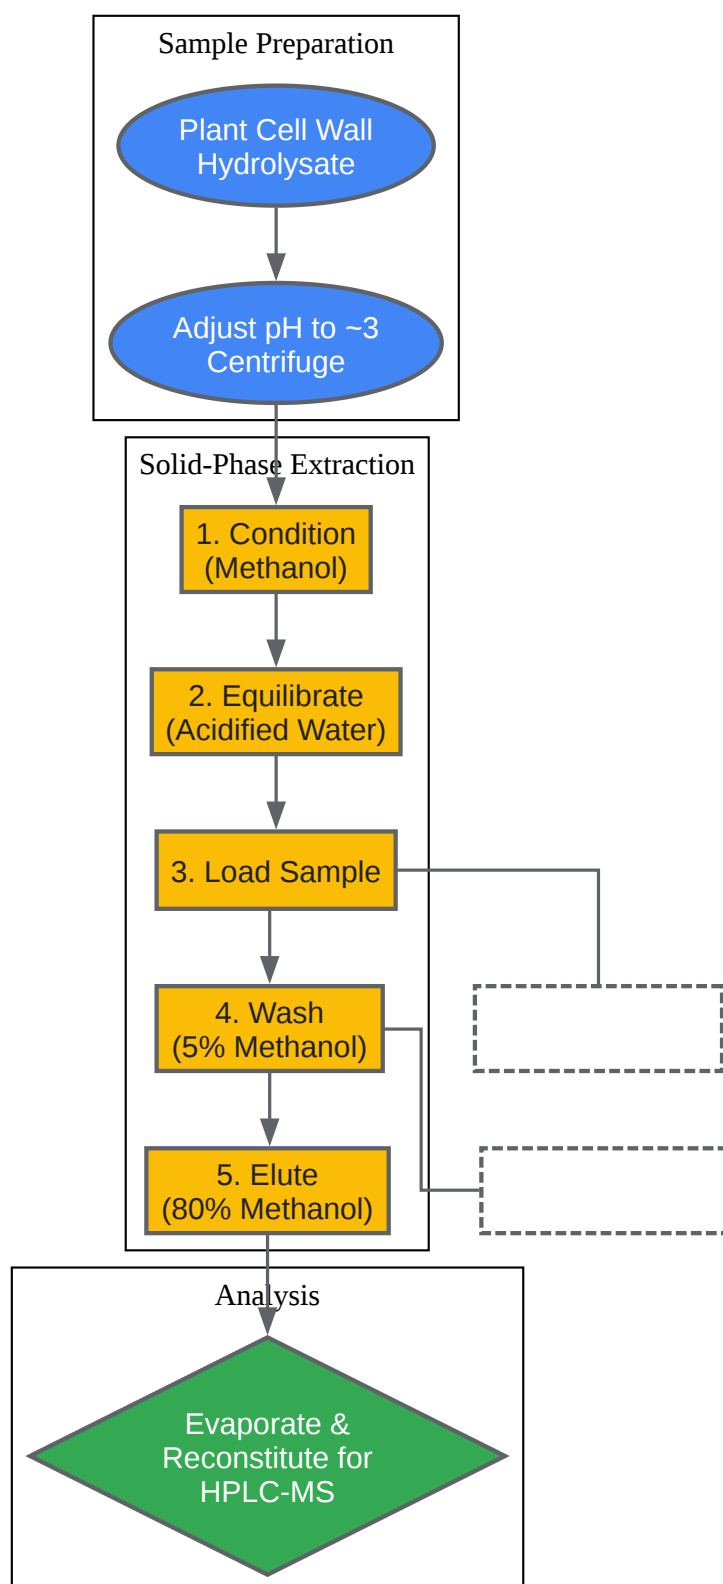 Sample Preparation
Plant Cell Wall
Hydrolysate
Adjust pH to ~3
Centrifuge
Solid-Phase Extraction
1. Condition
(Methanol)
2. Equilibrate
(Acidified Water)
3. Load Sample
4. Wash
(5% Methanol)
5. Elute
(80% Methanol)
Analysis
Evaporate &
Reconstitute for
HPLC-MS